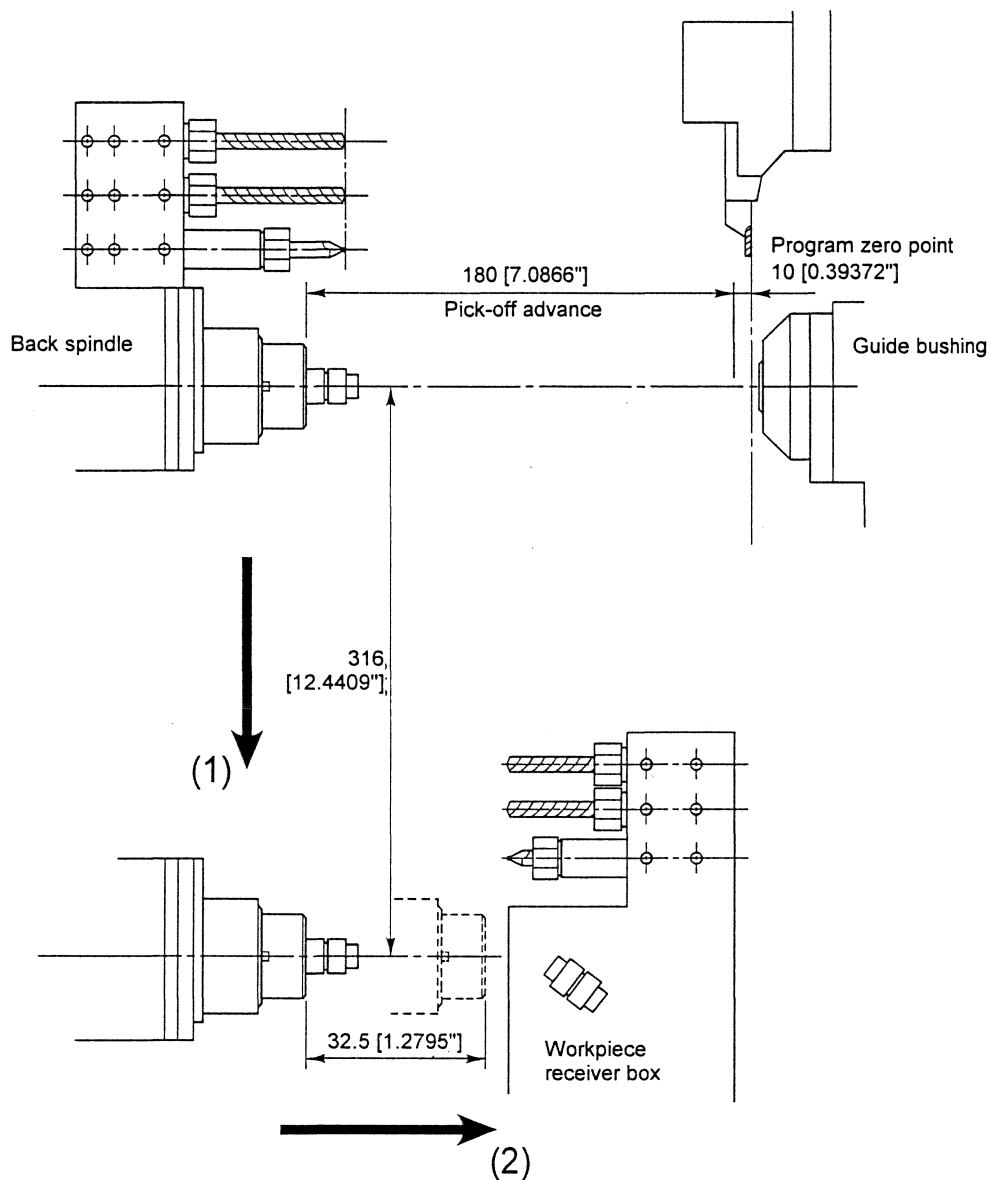 Program zero point
10 [0.39372"]
180 [7.0866"]
Pick-off advance
Back spindle
Guide bushing
316
[12.4409"]
(1)
32.5 [1.2795"]
Workpiece
receiver box
(2)